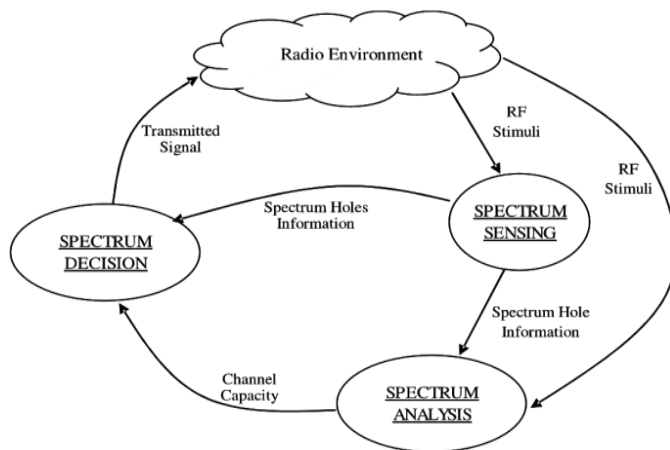 Radio Environment
RF
Stimuli
Transmitted
Signal
RF
Stimuli
Spectrum Holes
Information
SPECTRUM
SENSING
SPECTRUM
DECISION
Spectrum Hole
Information
Channel
Capacity
SPECTRUM
ANALYSIS